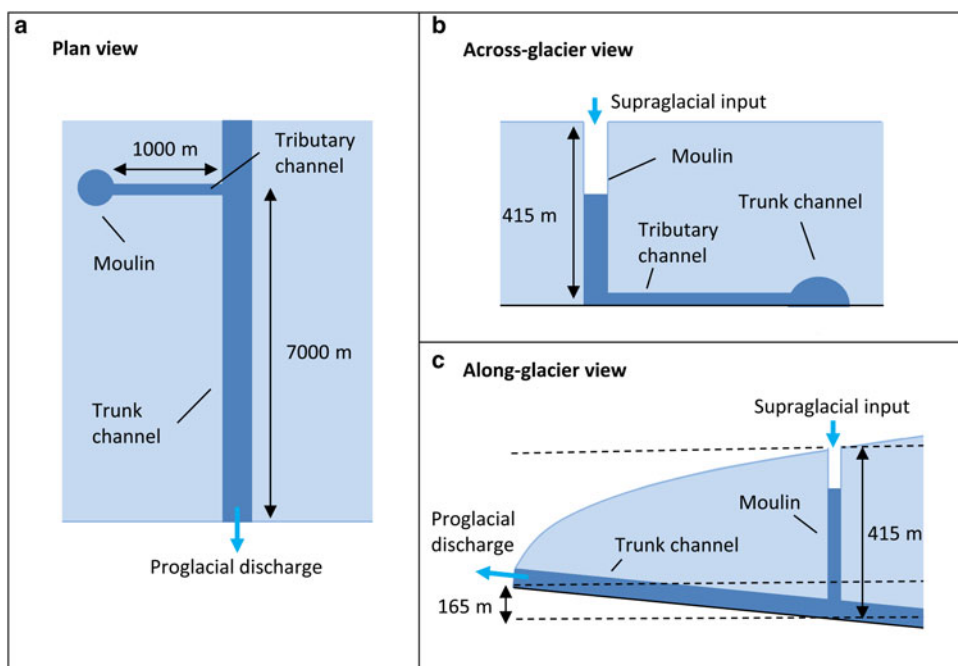 a
Plan view
1000 m
Tributary
channel
Moulin
7000 m
Trunk
channel
Proglacial discharge
b
Across-glacier view
Supraglacial input
Moulin
415 m
Trunk channel
Tributary
channel
c
Along-glacier view
Supraglacial input
Proglacial
discharge
Moulin
415 m
Trunk channel
165 m